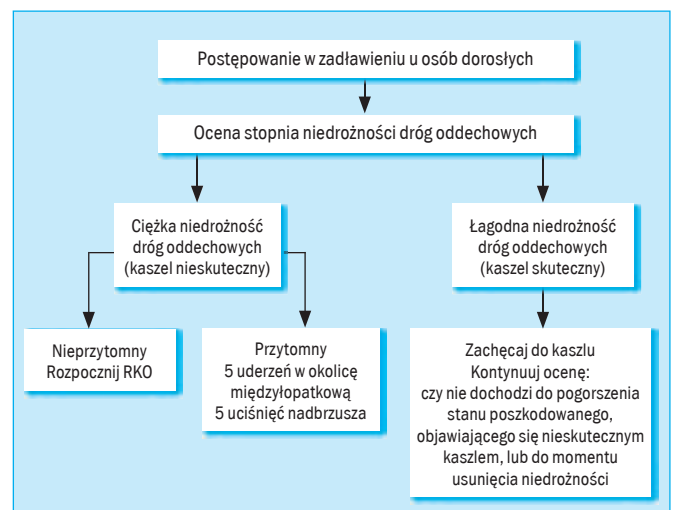 Postępowanie w zadławieniu u osób dorosłych
Ocena stopnia niedrożności dróg oddechowych
Ciężka niedrożność
dróg oddechowych
(kaszel nieskuteczny)
Łagodna niedrożność
dróg oddechowych
(kaszel skuteczny)
Nieprzytomny
Rozpocznij RKO
Przytomny
5 uderzeń w okolicę
międzyłopatkową
5 uciśnięć nadbrzusza
Zachęcaj do kaszlu
Kontynuuj ocenę:
czy nie dochodzi do pogorszenia
stanu poszkodowanego,
objawiającego się nieskutecznym
kaszlem, lub do momentu
usunięcia niedrożności